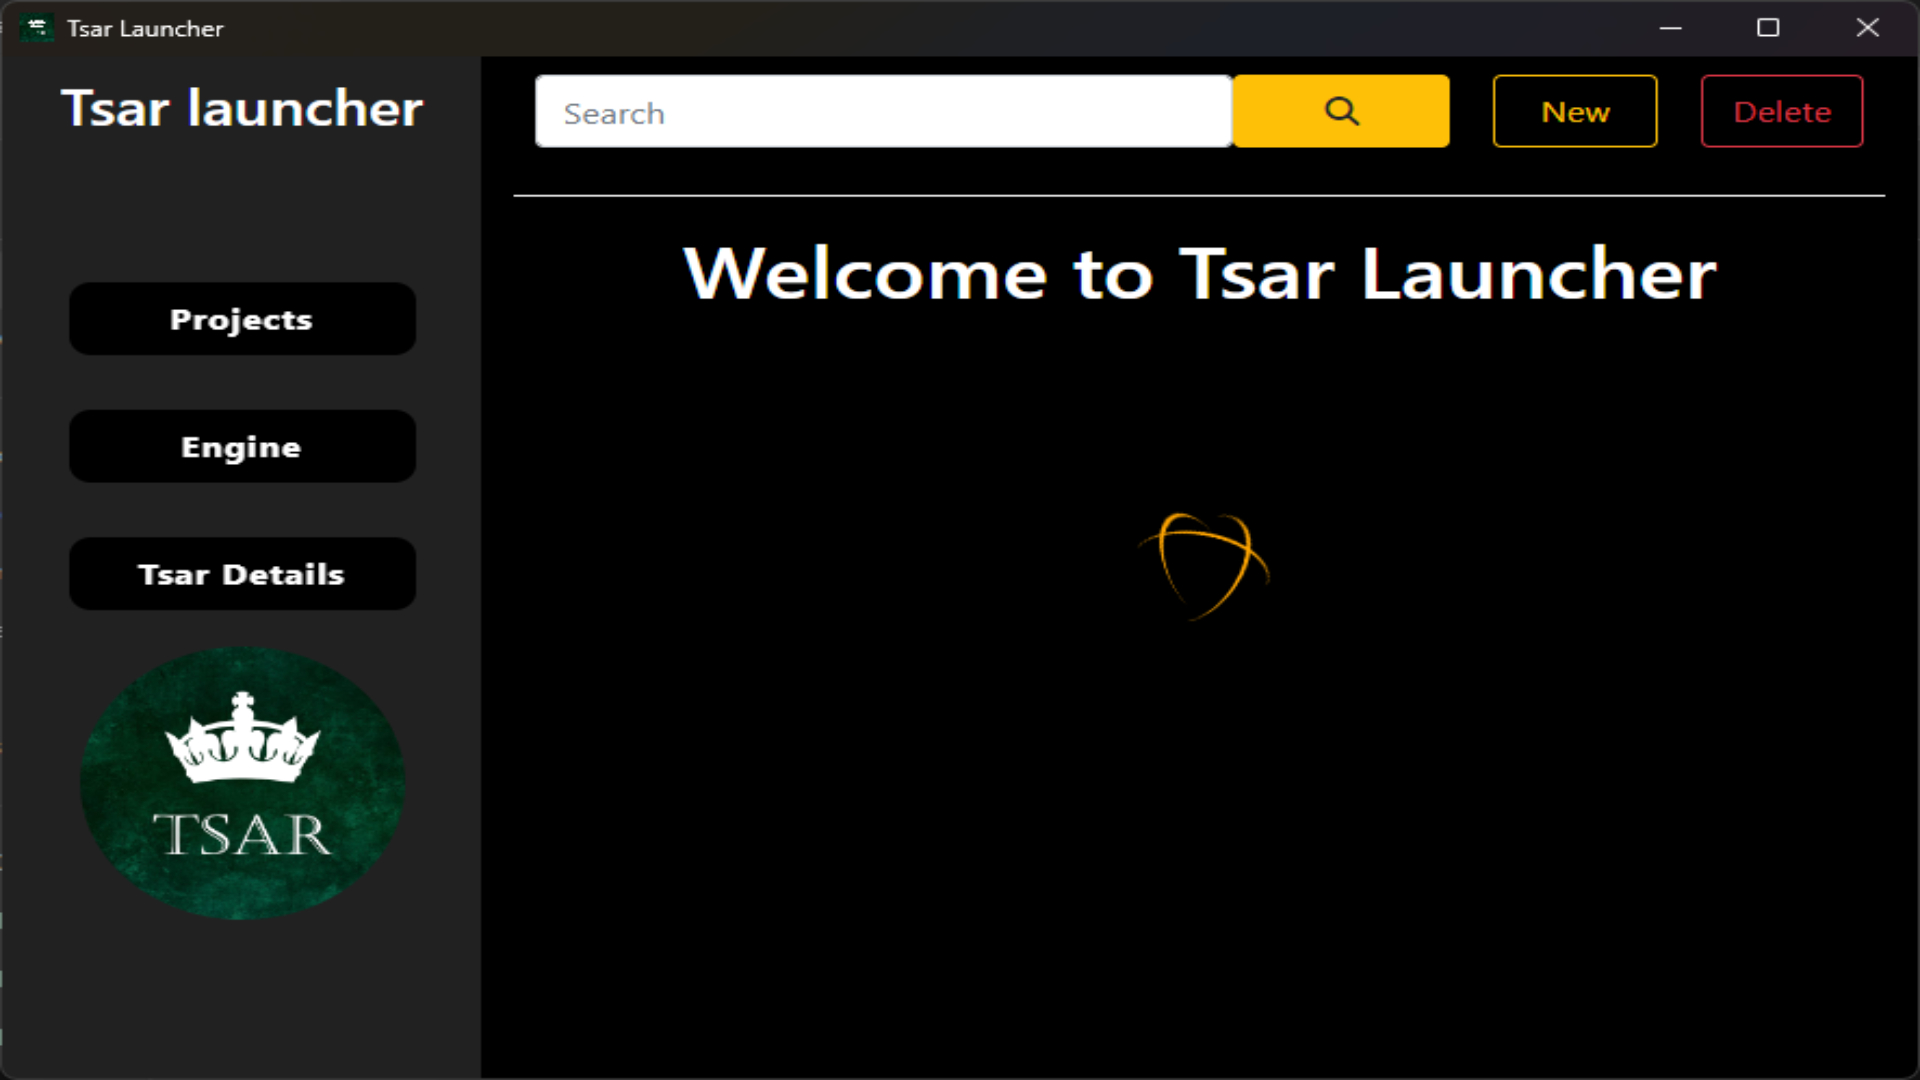 Tsar Launcher
Tsar launcher
Search
New
Delete
Welcome to Tsar Launcher
Projects
Engine
Tsar Details
TSAR